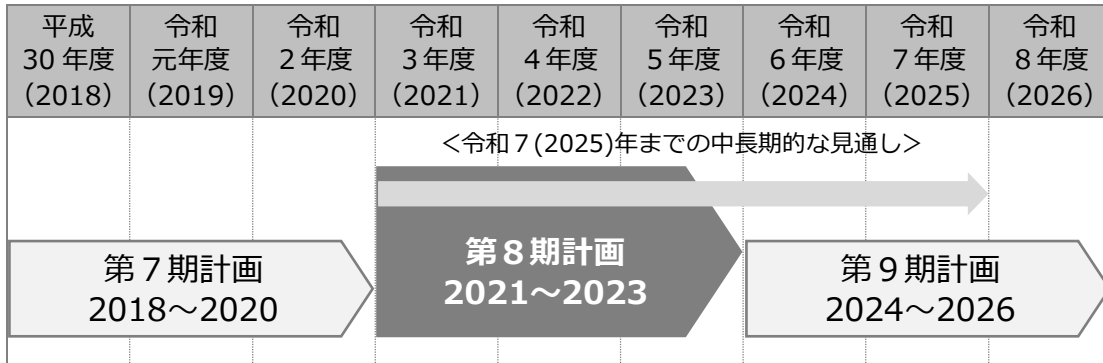 平成
30 年度
（2018）
令和
元年度
（2019）
令和
２年度
（2020）
令和
３年度
（2021）
令和
４年度
（2022）
令和
５年度
（2023）
令和
６年度
（2024）
令和
７年度
（2025）
令和
８年度
（2026）
＜令和７(2025)年までの中長期的な見通し＞
第７期計画
2018～2020
第８期計画
2021～2023
第９期計画
2024～2026